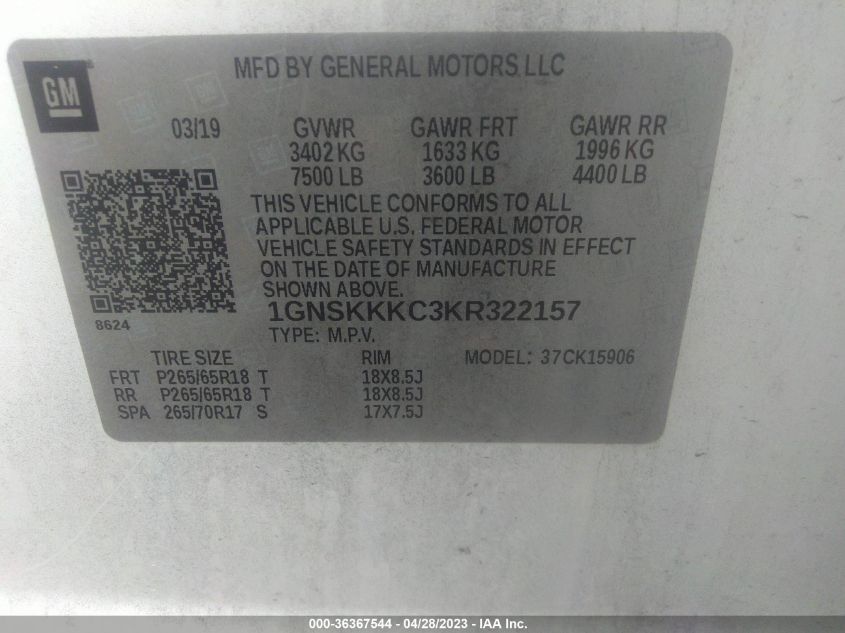 GM
MFD BY GENERAL MOTORS LLC
03/19 GVWR GAWR FRT GAWR RR
3402 KG 1633 KG 1996 KG
7500 LB 3600 LB 4400 LB
THIS VEHICLE CONFORMS TO ALL
APPLICABLE U.S. FEDERAL MOTOR
VEHICLE SAFETY STANDARDS IN EFFECT
ON THE DATE OF MANUFACTURE
SHOWN ABOVE.
8624
1GNSKKKC3KR322157
TYPE: M.P.V.
TIRE SIZE RIM MODEL: 37CK15906
FRT P265/65R18 T 18X8.5J
RR P265/65R18 T 18X8.5J
SPA 265/70R17 S 17X7.5J
000-36367544 - 04/28/2023 - IAA Inc.